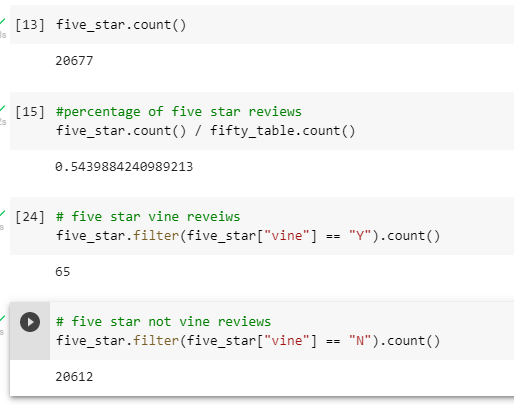 [13] five_star.count()
20677
[15] #percentage of five star reviews
five_star.count() / fifty_table.count()
0.5439884240989213
[24] # five star vine reveiws
five_star.filter(five_star["vine"] == "Y").count()
65
# five star not vine reviews
five_star.filter(five_star["vine"] == "N").count()
20612